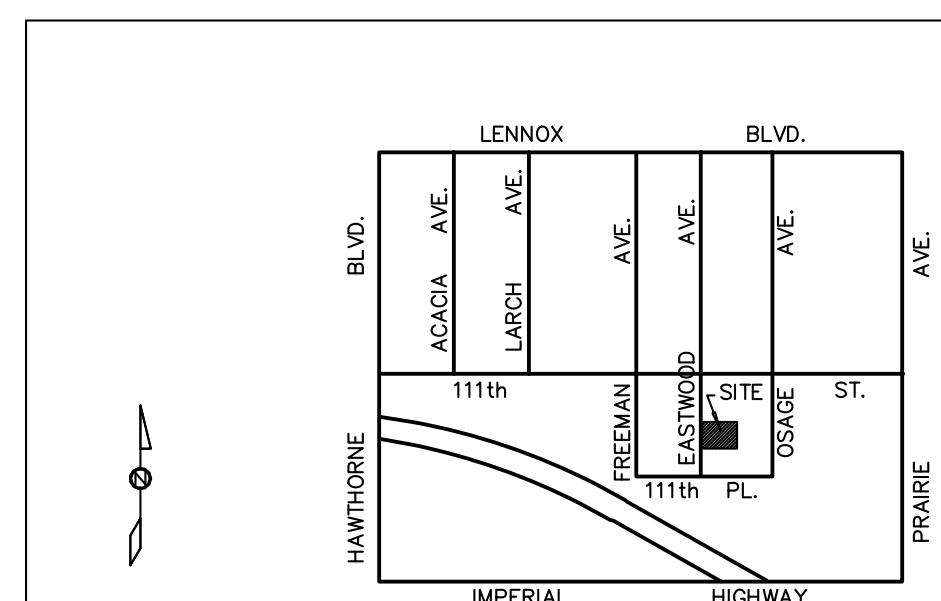 LENNOX BLVD.
HAWTHORNE BLVD.
ACACIA AVE.
LARCH AVE.
FREEMAN AVE.
EASTWOOD AVE.
OSAGE AVE.
PRAIRIE AVE.
111th ST.
SITE
111th PL.
N
IMPERIAL HIGHWAY